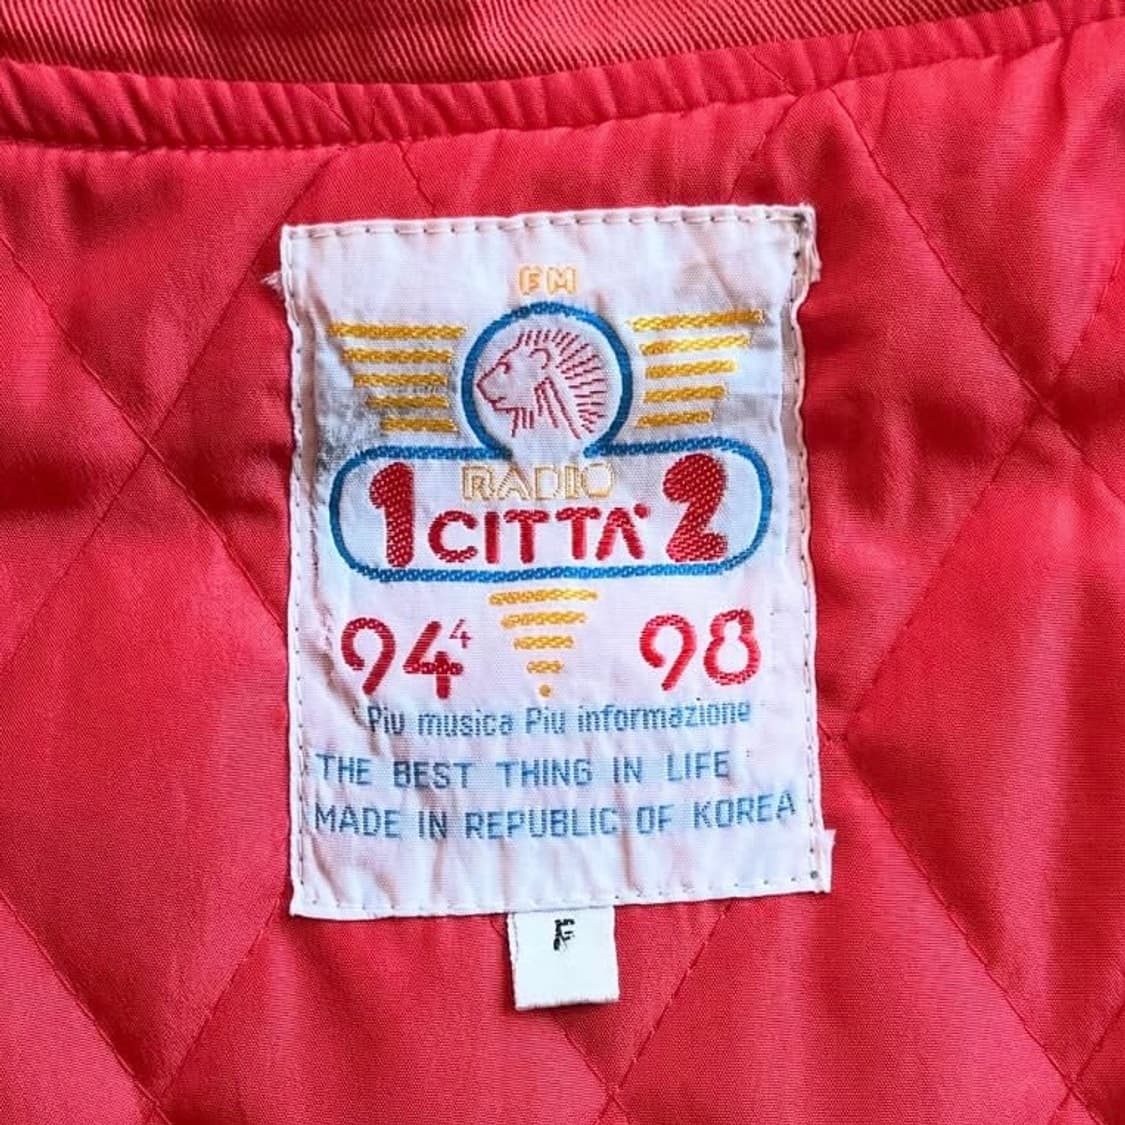 FM
RADIO
1 CITTA' 2
94⁴ 98
Piu musica Piu informazione
THE BEST THING IN LIFE
MADE IN REPUBLIC OF KOREA
F